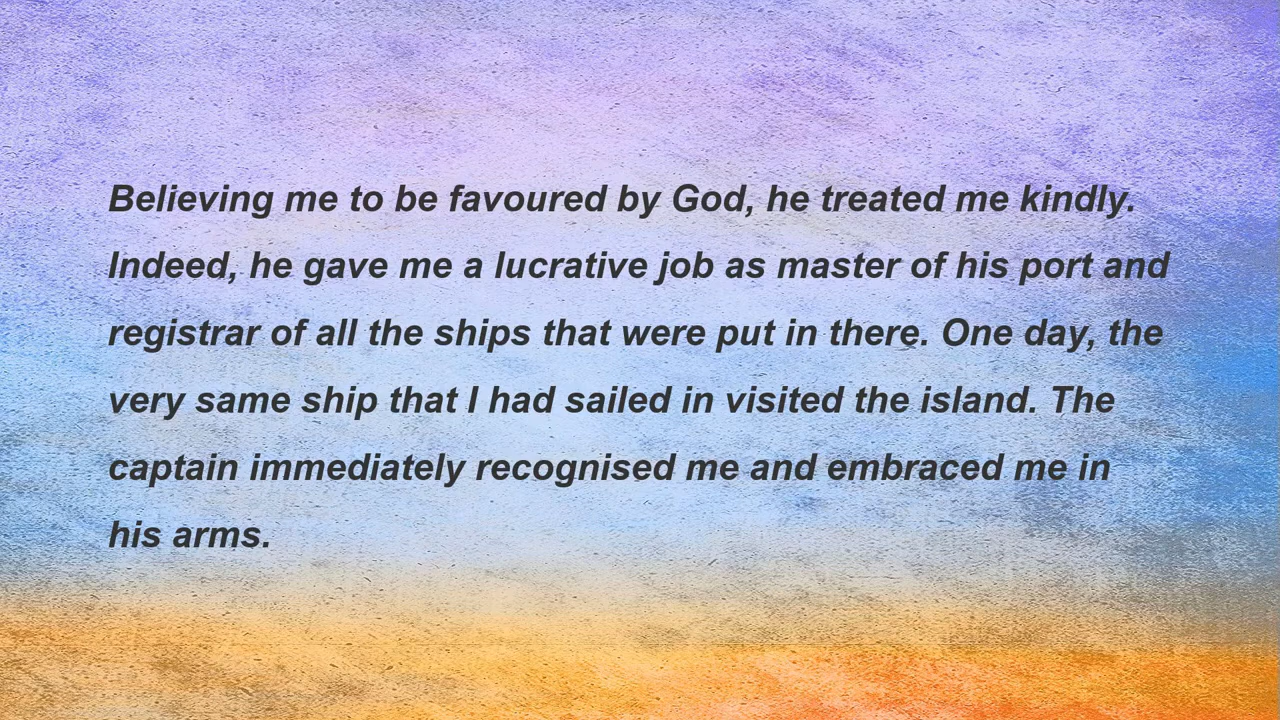 Believing me to be favoured by God, he treated me kindly.
Indeed, he gave me a lucrative job as master of his port and
registrar of all the ships that were put in there. One day, the
very same ship that I had sailed in visited the island. The
captain immediately recognised me and embraced me in
his arms.